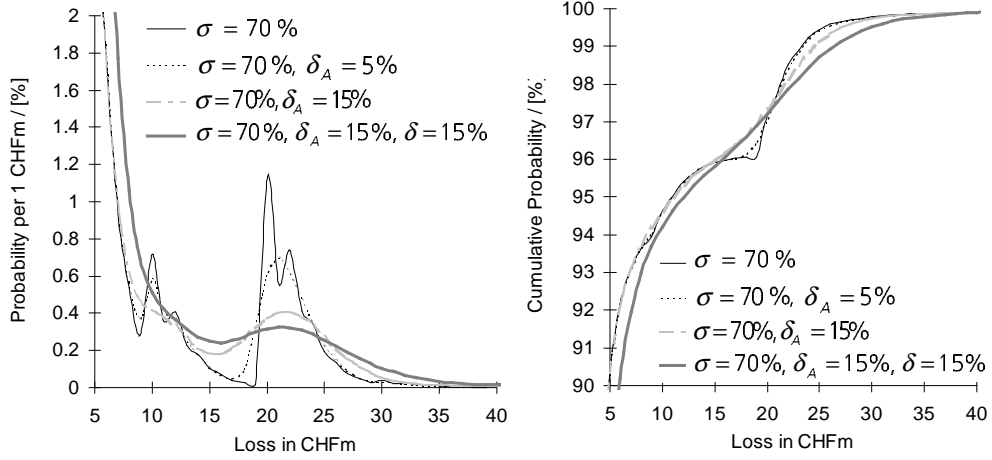 2
1.8
1.6
1.4
1.2
1
0.8
0.6
0.4
0.2
0
Probability per 1 CHFm / [%]
σ = 70 %
σ = 70 %, δ_A = 5%
σ = 70%, δ_A = 15%
σ = 70%, δ_A = 15%, δ = 15%
5 10 15 20 25 30 35 40
Loss in CHFm
100
99
98
97
96
95
94
93
92
91
90
Cumulative Probability / [%]
σ = 70 %
σ = 70 %, δ_A = 5%
σ = 70%, δ_A = 15%
σ = 70%, δ_A = 15%, δ = 15%
5 10 15 20 25 30 35 40
Loss in CHFm